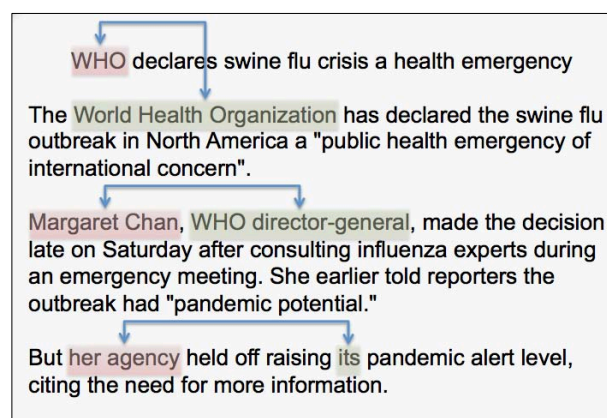 WHO declares swine flu crisis a health emergency
The World Health Organization has declared the swine flu
outbreak in North America a "public health emergency of
international concern".
Margaret Chan, WHO director-general, made the decision
late on Saturday after consulting influenza experts during
an emergency meeting. She earlier told reporters the
outbreak had "pandemic potential."
But her agency held off raising its pandemic alert level,
citing the need for more information.